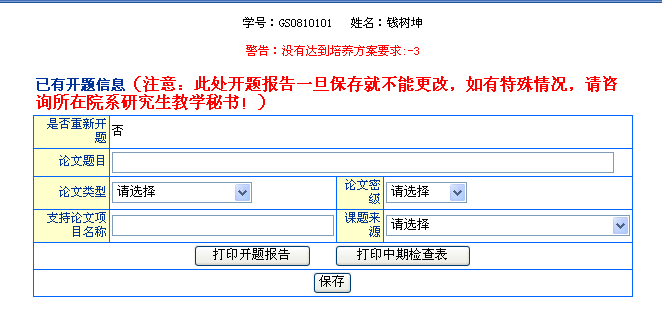 学号：GS0810101 姓名：钱树坤
警告：没有达到培养方案要求:-3
已有开题信息（注意：此处开题报告一旦保存就不能更改，如有特殊情况，请咨
询所在院系研究生教学秘书！）
是否重新开
题
否
论文题目
论文类型 请选择 论文密
级 请选择
支持论文项
目名称
课题来
源 请选择
打印开题报告 打印中期检查表
保存